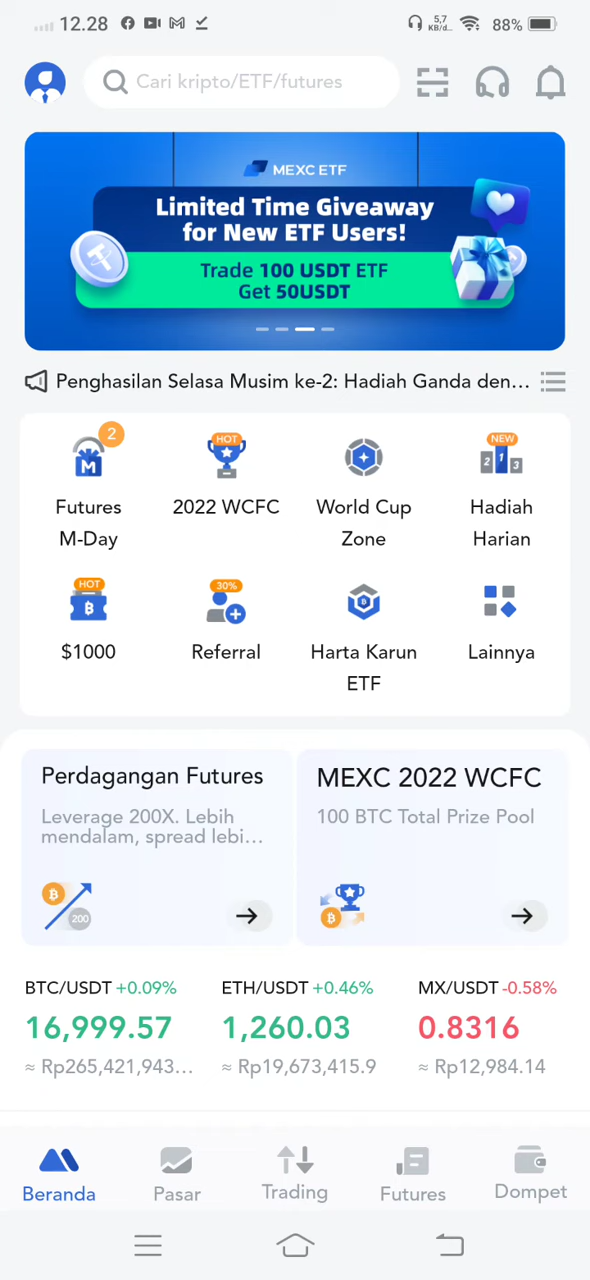 12.28
5,7
KB/d...
88%
Cari kripto/ETF/futures
MEXC ETF
Limited Time Giveaway
for New ETF Users!
Trade 100 USDT ETF
Get 50USDT
Penghasilan Selasa Musim ke-2: Hadiah Ganda den...
2
HOT
NEW
M
2 1 3
Futures
M-Day
2022 WCFC
World Cup
Zone
Hadiah
Harian
HOT
30%
$1000
Referral
Harta Karun
ETF
Lainnya
Perdagangan Futures
Leverage 200X. Lebih
mendalam, spread lebi...
200
MEXC 2022 WCFC
100 BTC Total Prize Pool
BTC/USDT +0.09%
16,999.57
≈ Rp265,421,943...
ETH/USDT +0.46%
1,260.03
≈ Rp19,673,415.9
MX/USDT -0.58%
0.8316
≈ Rp12,984.14
Beranda
Pasar
Trading
Futures
Dompet